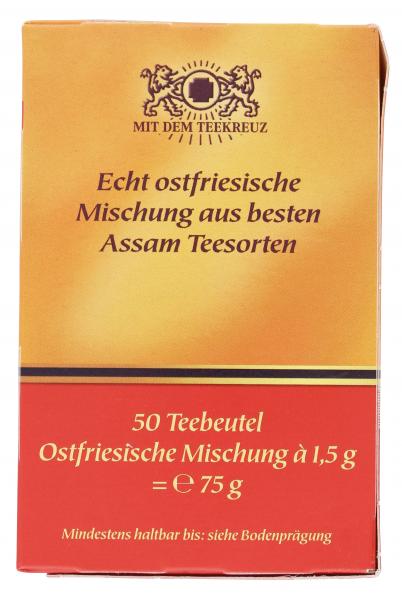 MIT DEM TEEKREUZ
Echt ostfriesische
Mischung aus besten
Assam Teesorten
50 Teebeutel
Ostfriesische Mischung à 1,5 g
= ℮ 75 g
Mindestens haltbar bis: siehe Bodenprägung